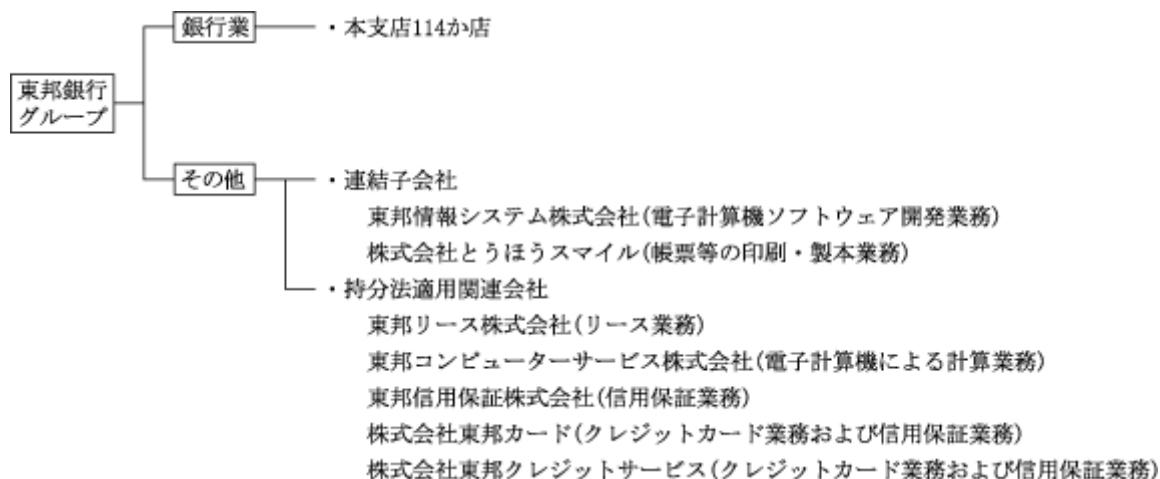 銀行業
・本支店114か店
東邦銀行
グループ
その他
・連結子会社
東邦情報システム株式会社(電子計算機ソフトウェア開発業務)
株式会社とうほうスマイル(帳票等の印刷・製本業務)
・持分法適用関連会社
東邦リース株式会社(リース業務)
東邦コンピューターサービス株式会社(電子計算機による計算業務)
東邦信用保証株式会社(信用保証業務)
株式会社東邦カード(クレジットカード業務および信用保証業務)
株式会社東邦クレジットサービス(クレジットカード業務および信用保証業務)